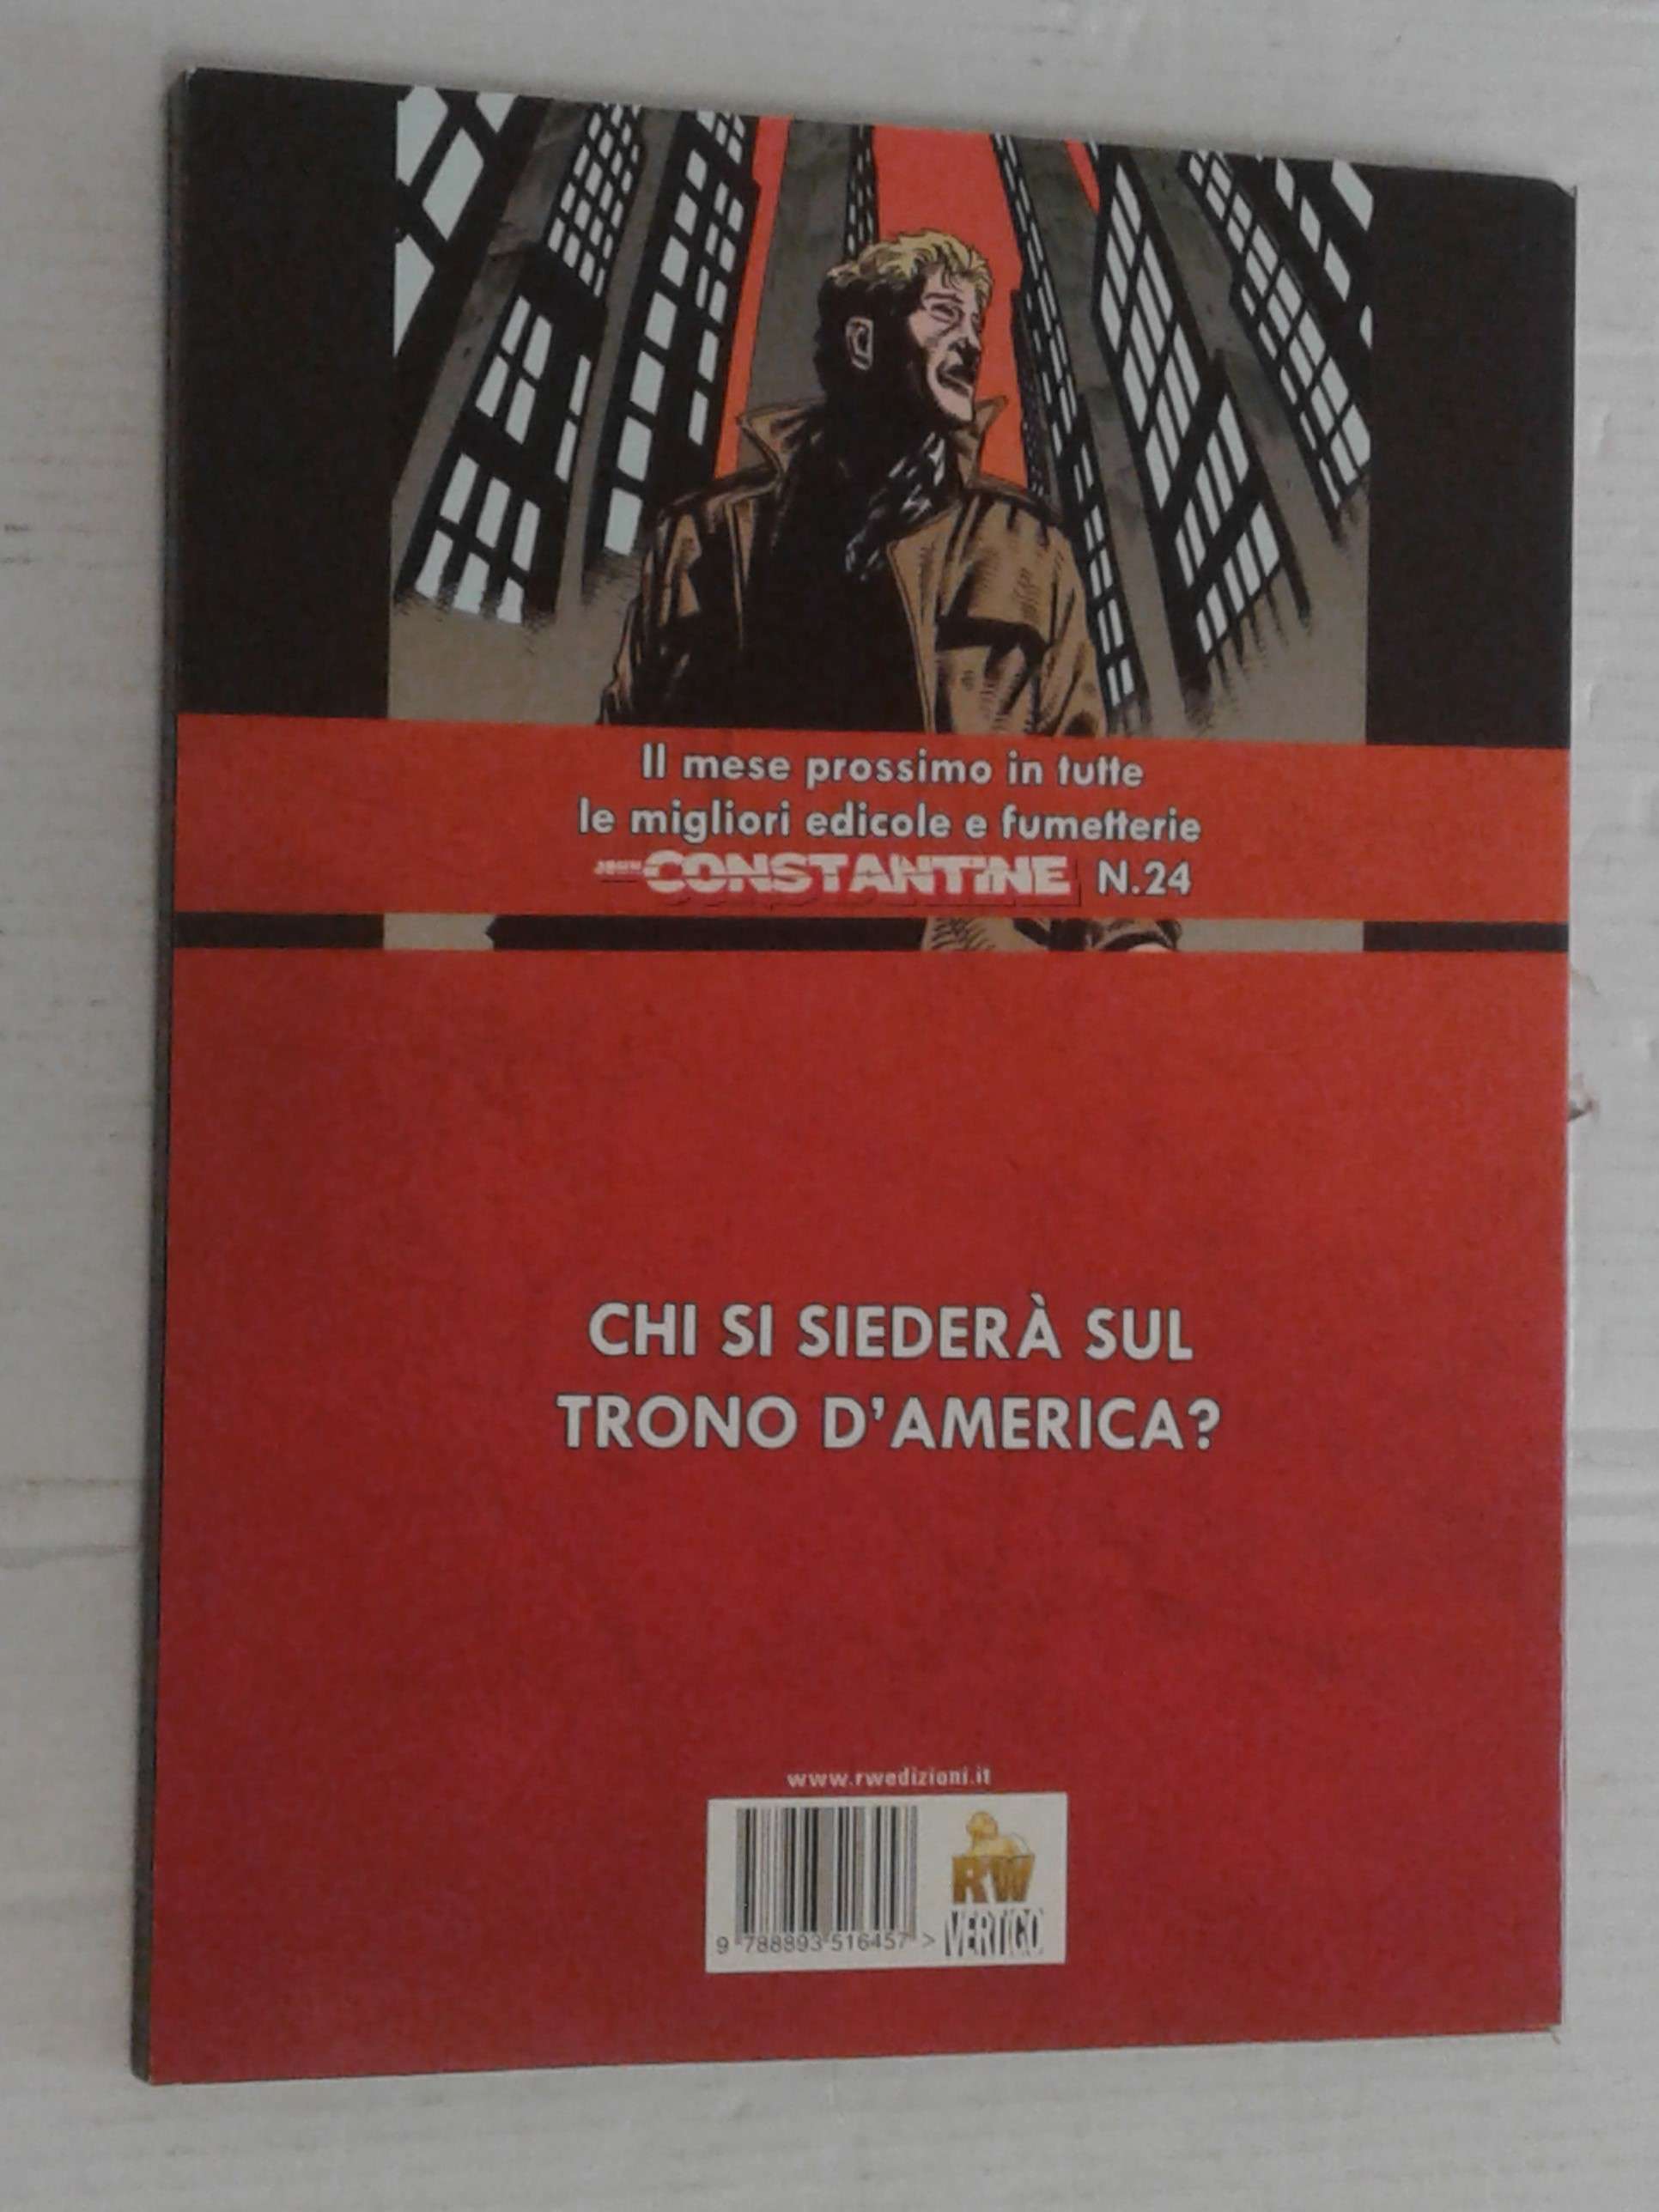 Il mese prossimo in tutte
le migliori edicole e fumetterie
JOHN CONSTANTINE N.24
CHI SI SIEDERÀ SUL
TRONO D'AMERICA?
www.rwedizioni.it
RW
9 788893 516457 > VERTIGO